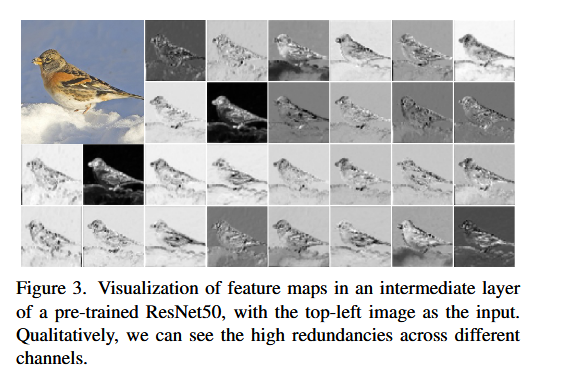 Figure 3. Visualization of feature maps in an intermediate layer
of a pre-trained ResNet50, with the top-left image as the input.
Qualitatively, we can see the high redundancies across different
channels.